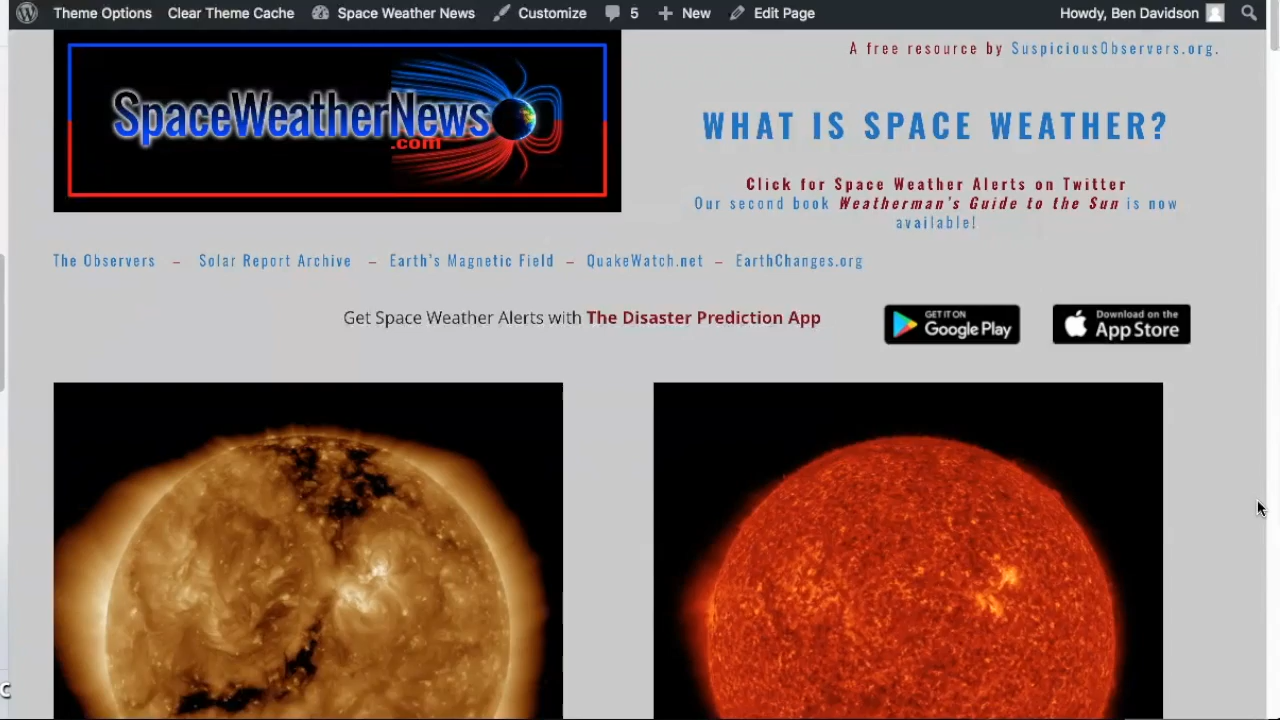 Theme Options Clear Theme Cache Space Weather News Customize 5 New Edit Page Howdy, Ben Davidson
A free resource by SuspiciousObservers.org.
SpaceWeatherNews
.com
WHAT IS SPACE WEATHER?
Click for Space Weather Alerts on Twitter
Our second book Weatherman's Guide to the Sun is now
available!
The Observers – Solar Report Archive – Earth's Magnetic Field – QuakeWatch.net – EarthChanges.org
Get Space Weather Alerts with The Disaster Prediction App
GET IT ON
Google Play
Download on the
App Store
C